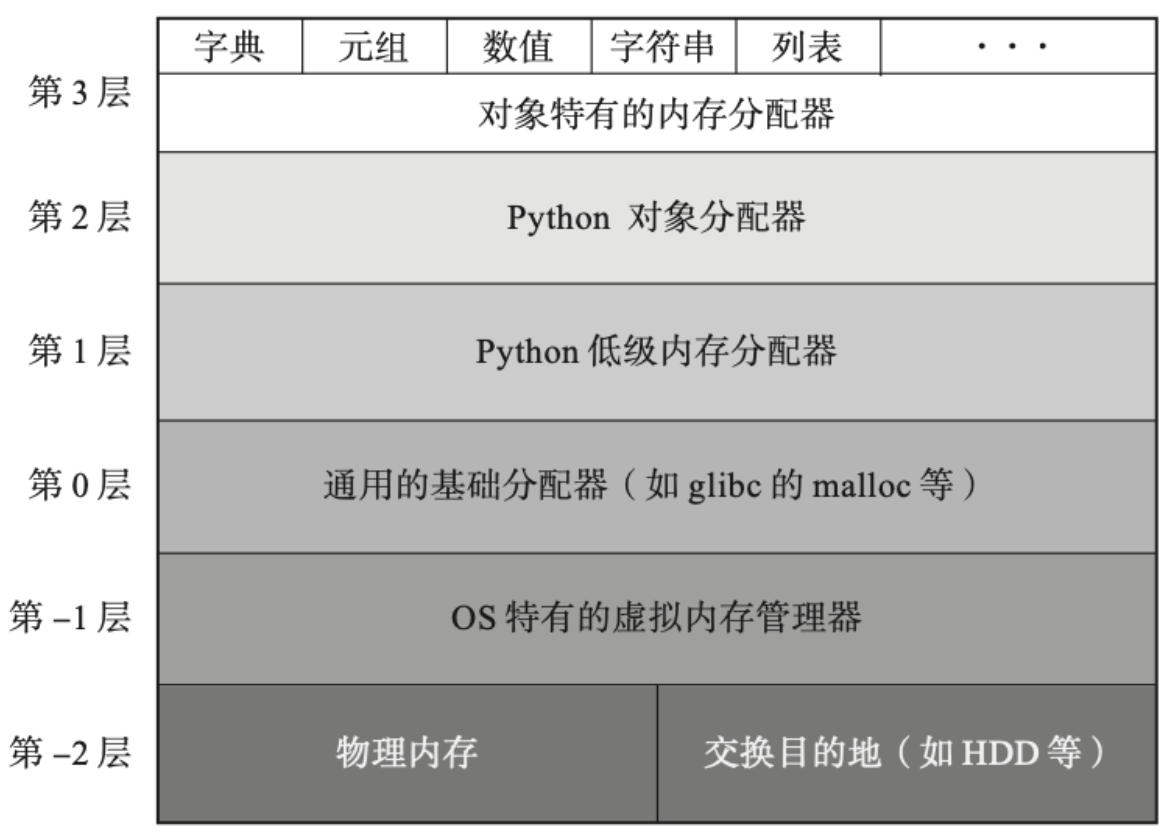 字典 元组 数值 字符串 列表 ···
第 3 层
对象特有的内存分配器
第 2 层 Python 对象分配器
第 1 层 Python 低级内存分配器
第 0 层 通用的基础分配器（如 glibc 的 malloc 等）
第 –1 层 OS 特有的虚拟内存管理器
第 –2 层 物理内存 交换目的地（如 HDD 等）